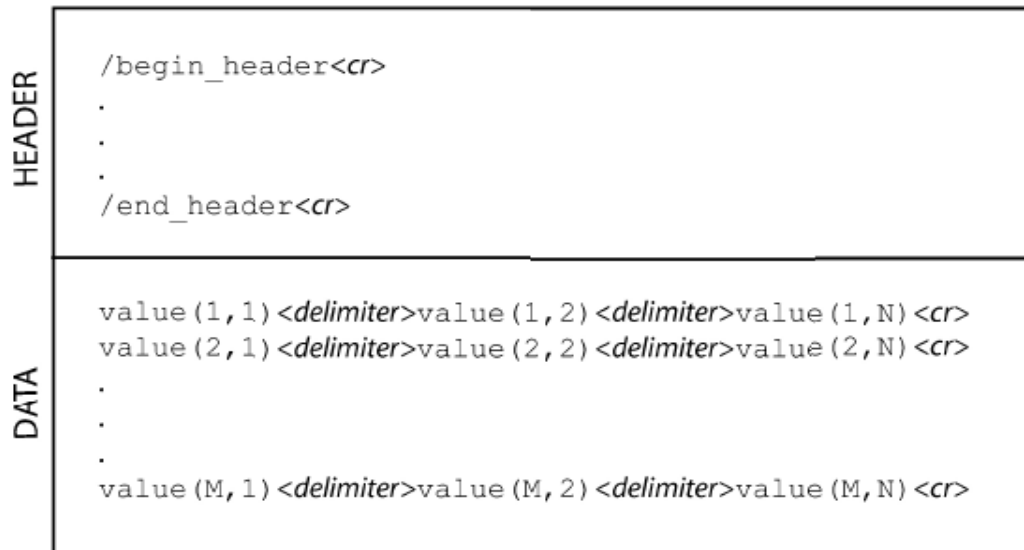 HEADER
/begin_header<cr>
.
.
.
/end_header<cr>
DATA
value(1,1)<delimiter>value(1,2)<delimiter>value(1,N)<cr>
value(2,1)<delimiter>value(2,2)<delimiter>value(2,N)<cr>
.
.
.
value(M,1)<delimiter>value(M,2)<delimiter>value(M,N)<cr>